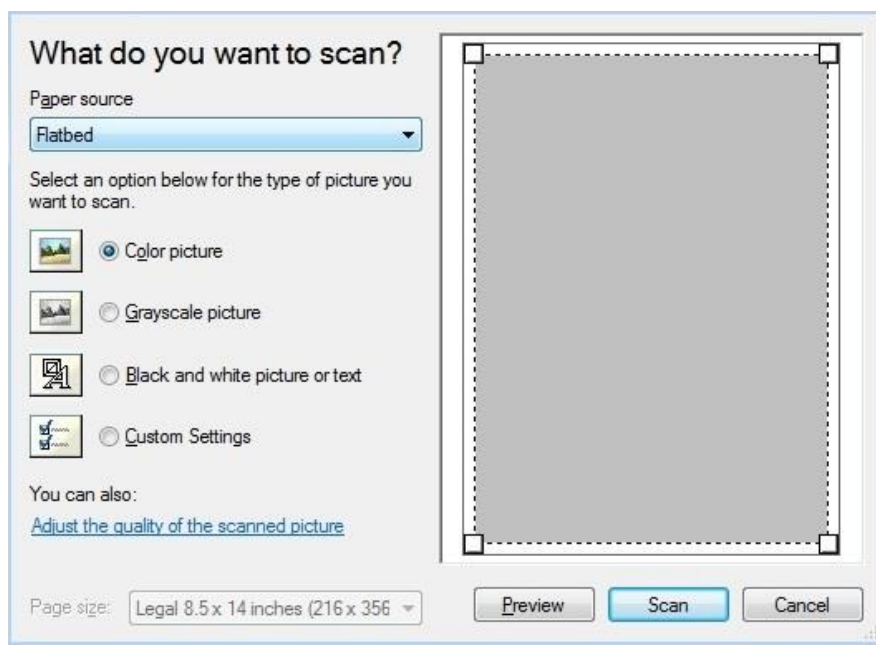 What do you want to scan?
Paper source
Flatbed
Select an option below for the type of picture you
want to scan.
Color picture
Grayscale picture
Black and white picture or text
Custom Settings
You can also:
Adjust the quality of the scanned picture
Page size: Legal 8.5 x 14 inches (216 x 356
Preview Scan Cancel